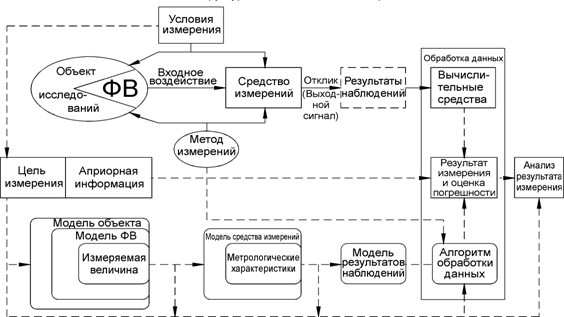 Условия
измерения
Объект
исследо-
ваний
ФВ
Входное
воздействие
Средство
измерений
Отклик
(Выход-
ной
сигнал)
Результаты
наблюдений
Обработка данных
Вычисли-
тельные
средства
Метод
измерений
Цель
измерения
Априорная
информация
Результат
измерения
и оценка
погрешности
Анализ
результата
измерения
Модель объекта
Модель ФВ
Измеряемая
величина
Модель средства измерений
Метрологические
характеристики
Модель
результатов
наблюдений
Алгоритм
обработки
данных